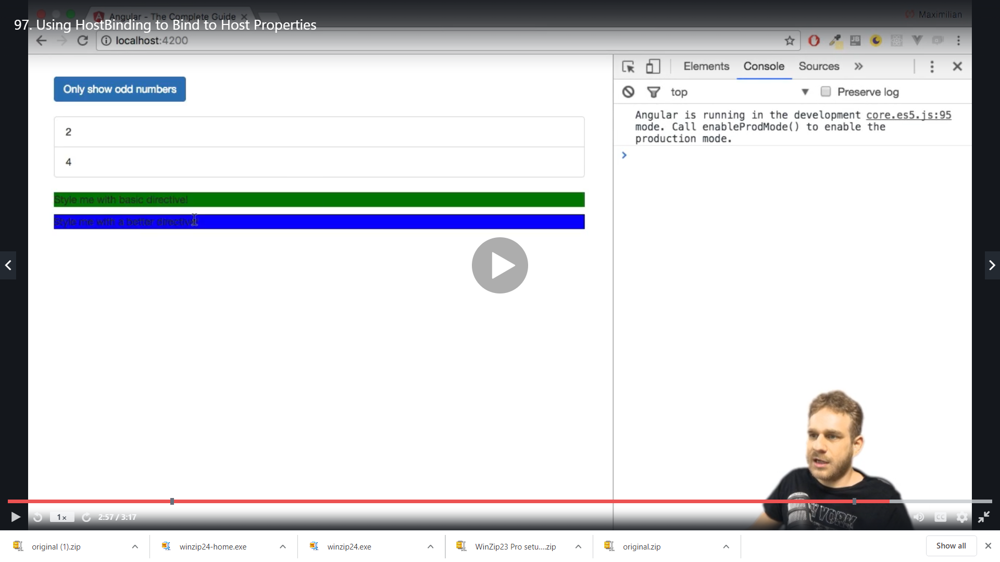 Angular - The Complete Guide
Maximilian
97. Using HostBinding to Bind to Host Properties
localhost:4200
JB
Elements Console Sources
top Preserve log
Only show odd numbers
Angular is running in the development core.es5.js:95
mode. Call enableProdMode() to enable the
production mode.
2
4
Style me with basic directive!
Style me with a better directive!
1x 2:57 / 3:17
CC
original (1).zip winzip24-home.exe winzip24.exe WinZip23 Pro setu....zip original.zip Show all